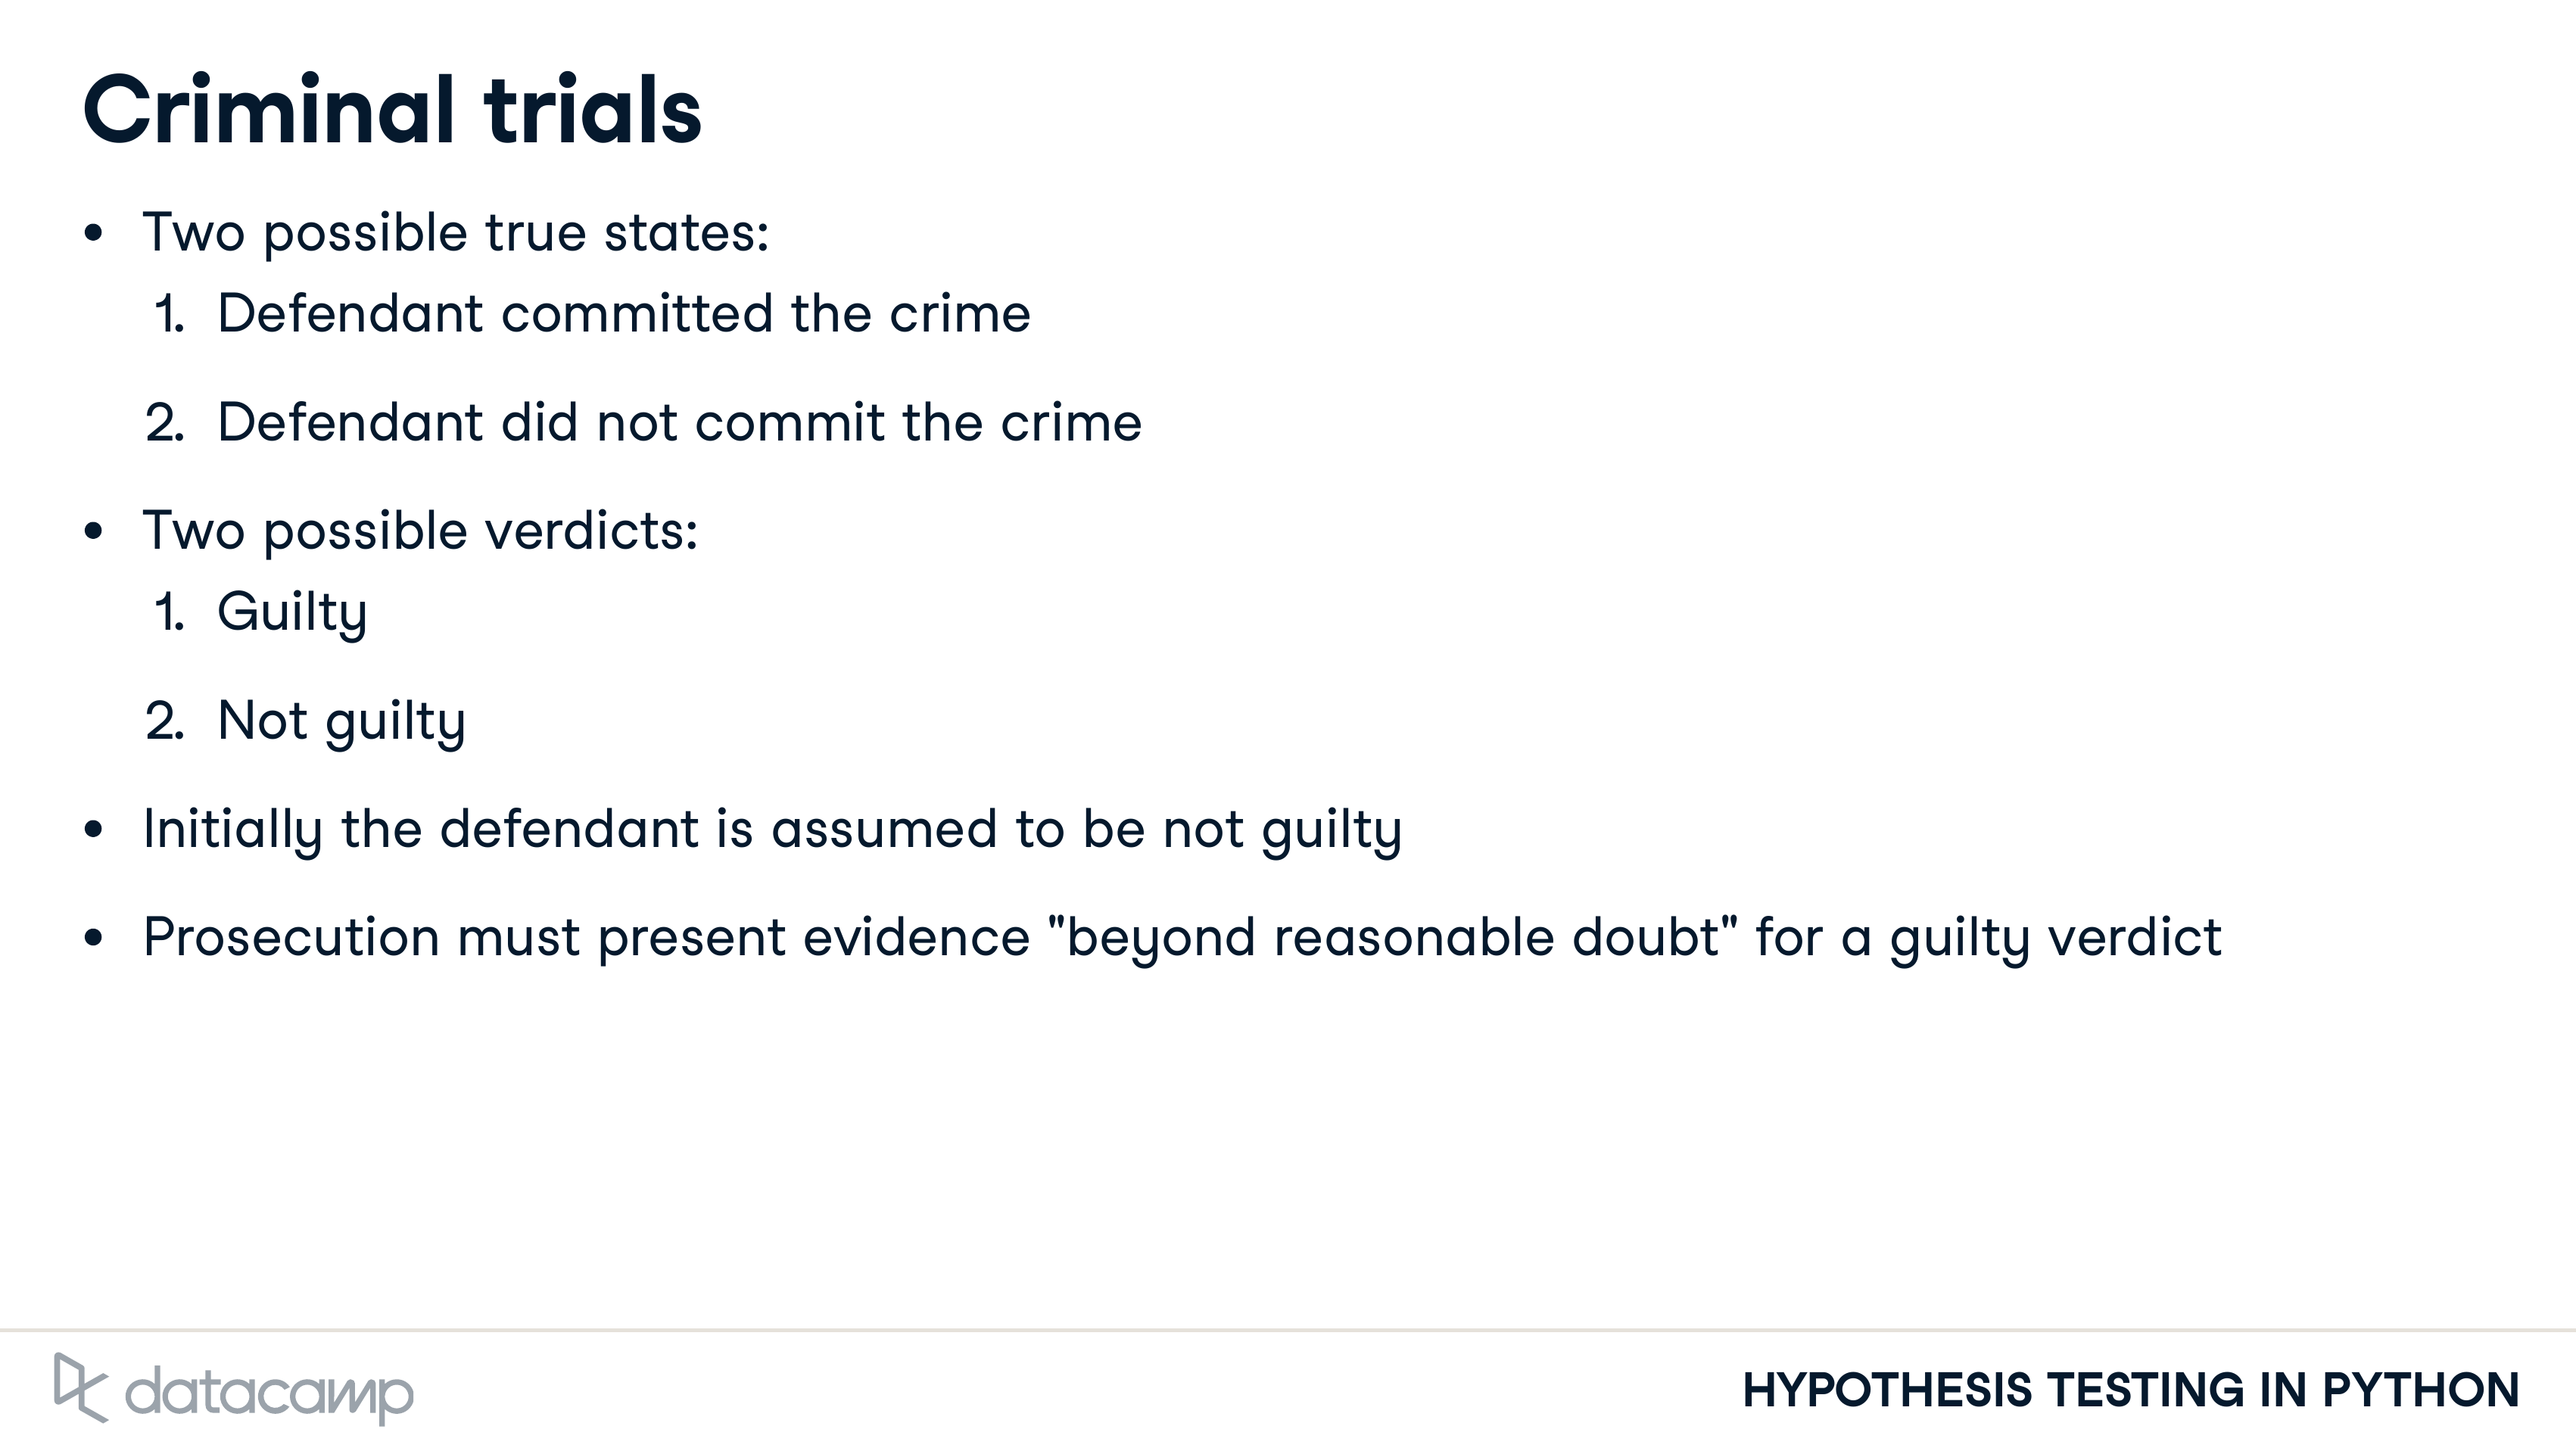 Criminal trials
• Two possible true states:
1. Defendant committed the crime
2. Defendant did not commit the crime
• Two possible verdicts:
1. Guilty
2. Not guilty
• Initially the defendant is assumed to be not guilty
• Prosecution must present evidence "beyond reasonable doubt" for a guilty verdict
datacamp
HYPOTHESIS TESTING IN PYTHON